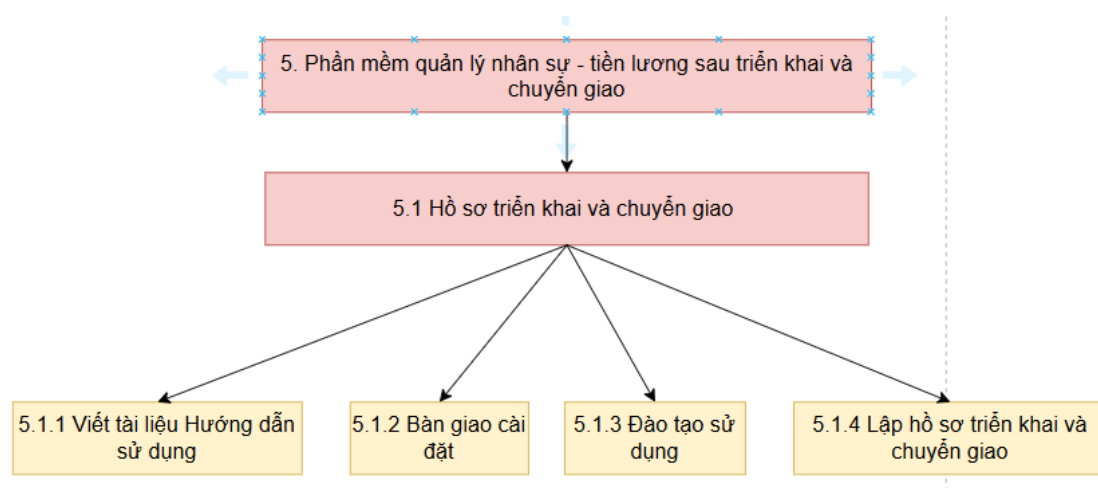 5. Phần mềm quản lý nhân sự - tiền lương sau triển khai và
chuyển giao
5.1 Hồ sơ triển khai và chuyển giao
5.1.1 Viết tài liệu Hướng dẫn
sử dụng
5.1.2 Bàn giao cài
đặt
5.1.3 Đào tạo sử
dụng
5.1.4 Lập hồ sơ triển khai và
chuyển giao